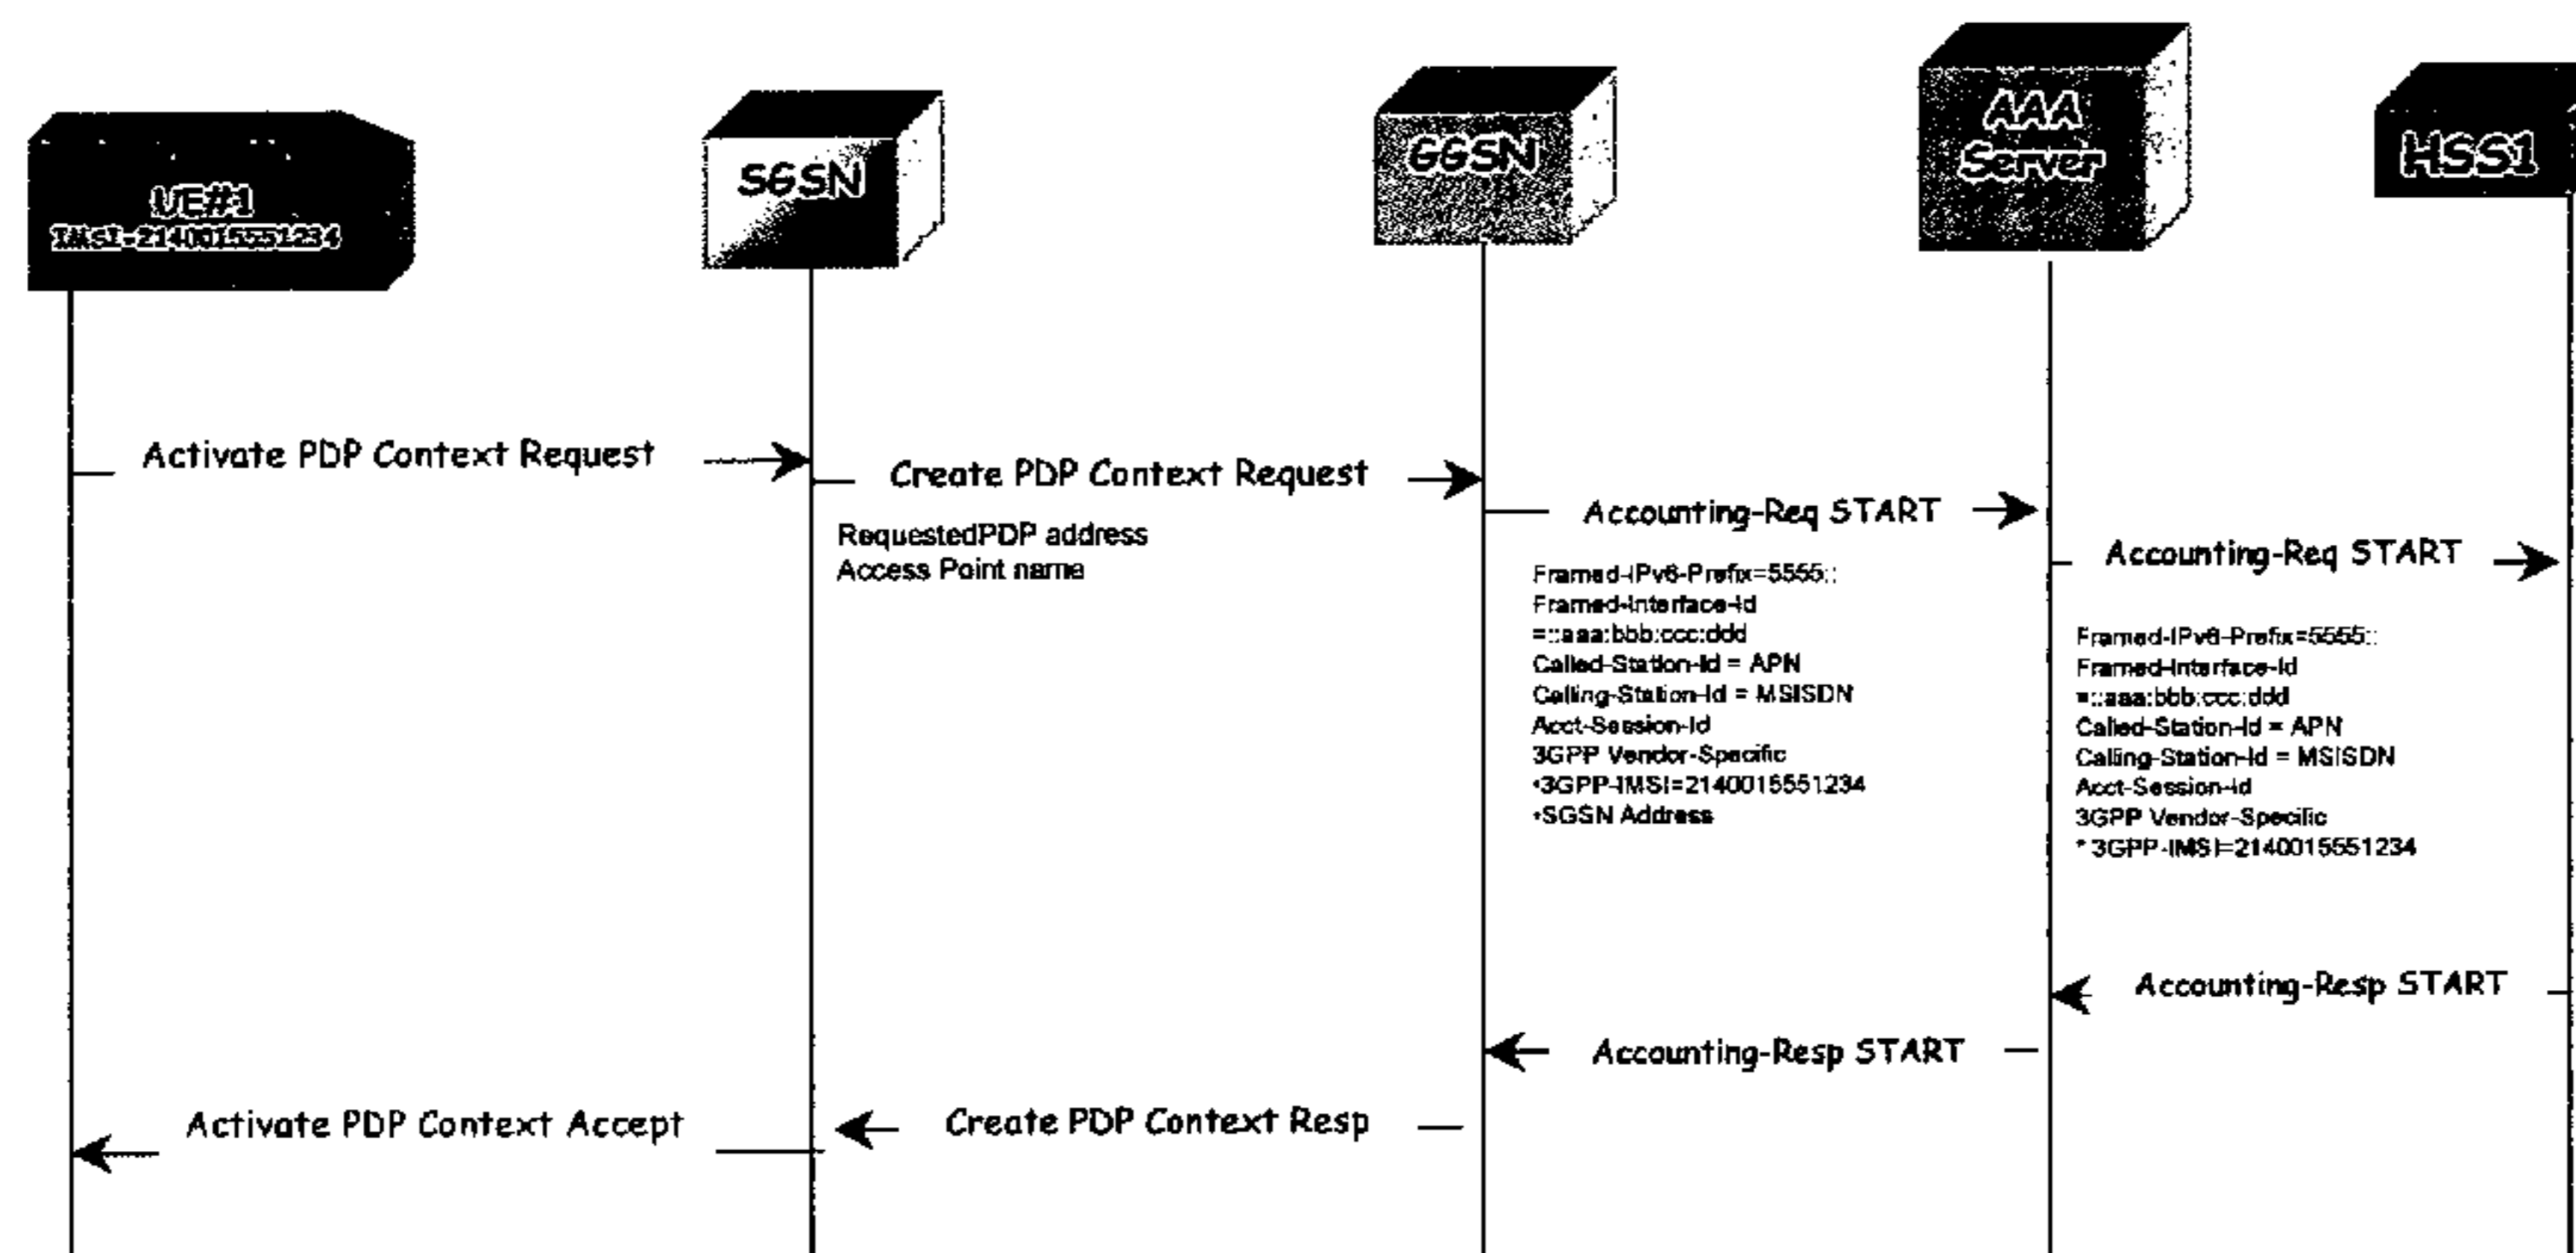 UE#1
IMSI=2140015551234
SGSN
GGSN
AAA
Server
HSS1
Activate PDP Context Request
Create PDP Context Request
RequestedPDP address
Access Point name
Accounting-Req START
Framed-IPv6-Prefix=5555::
Framed-Interface-Id
=::aaa:bbb:ccc:ddd
Called-Station-Id = APN
Calling-Station-Id = MSISDN
Acct-Session-Id
3GPP Vendor-Specific
•3GPP-IMSI=2140015551234
•SGSN Address
Accounting-Req START
Framed-IPv6-Prefix=5555::
Framed-Interface-Id
=::aaa:bbb:ccc:ddd
Called-Station-Id = APN
Calling-Station-Id = MSISDN
Acct-Session-Id
3GPP Vendor-Specific
* 3GPP-IMSI=2140015551234
Accounting-Resp START
Accounting-Resp START
Create PDP Context Resp
Activate PDP Context Accept